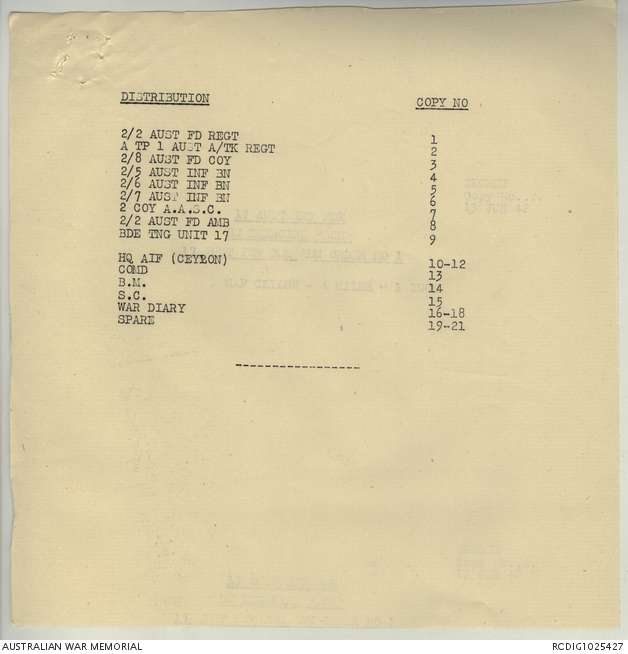 DISTRIBUTION COPY NO
2/2 AUST FD REGT 1
A TP 1 AUST A/TK REGT 2
2/8 AUST FD COY 3
2/5 AUST INF BN 4
2/6 AUST INF BN 5
2/7 AUST INF BN 6
2 COY A.A.S.C. 7
2/2 AUST FD AMB 8
BDE TNG UNIT 17 9
HQ AIF (CEYLON) 10-12
COMD 13
B.M. 14
S.C. 15
WAR DIARY 16-18
SPARE 19-21
------------------
AUSTRALIAN WAR MEMORIAL RCDIG1025427